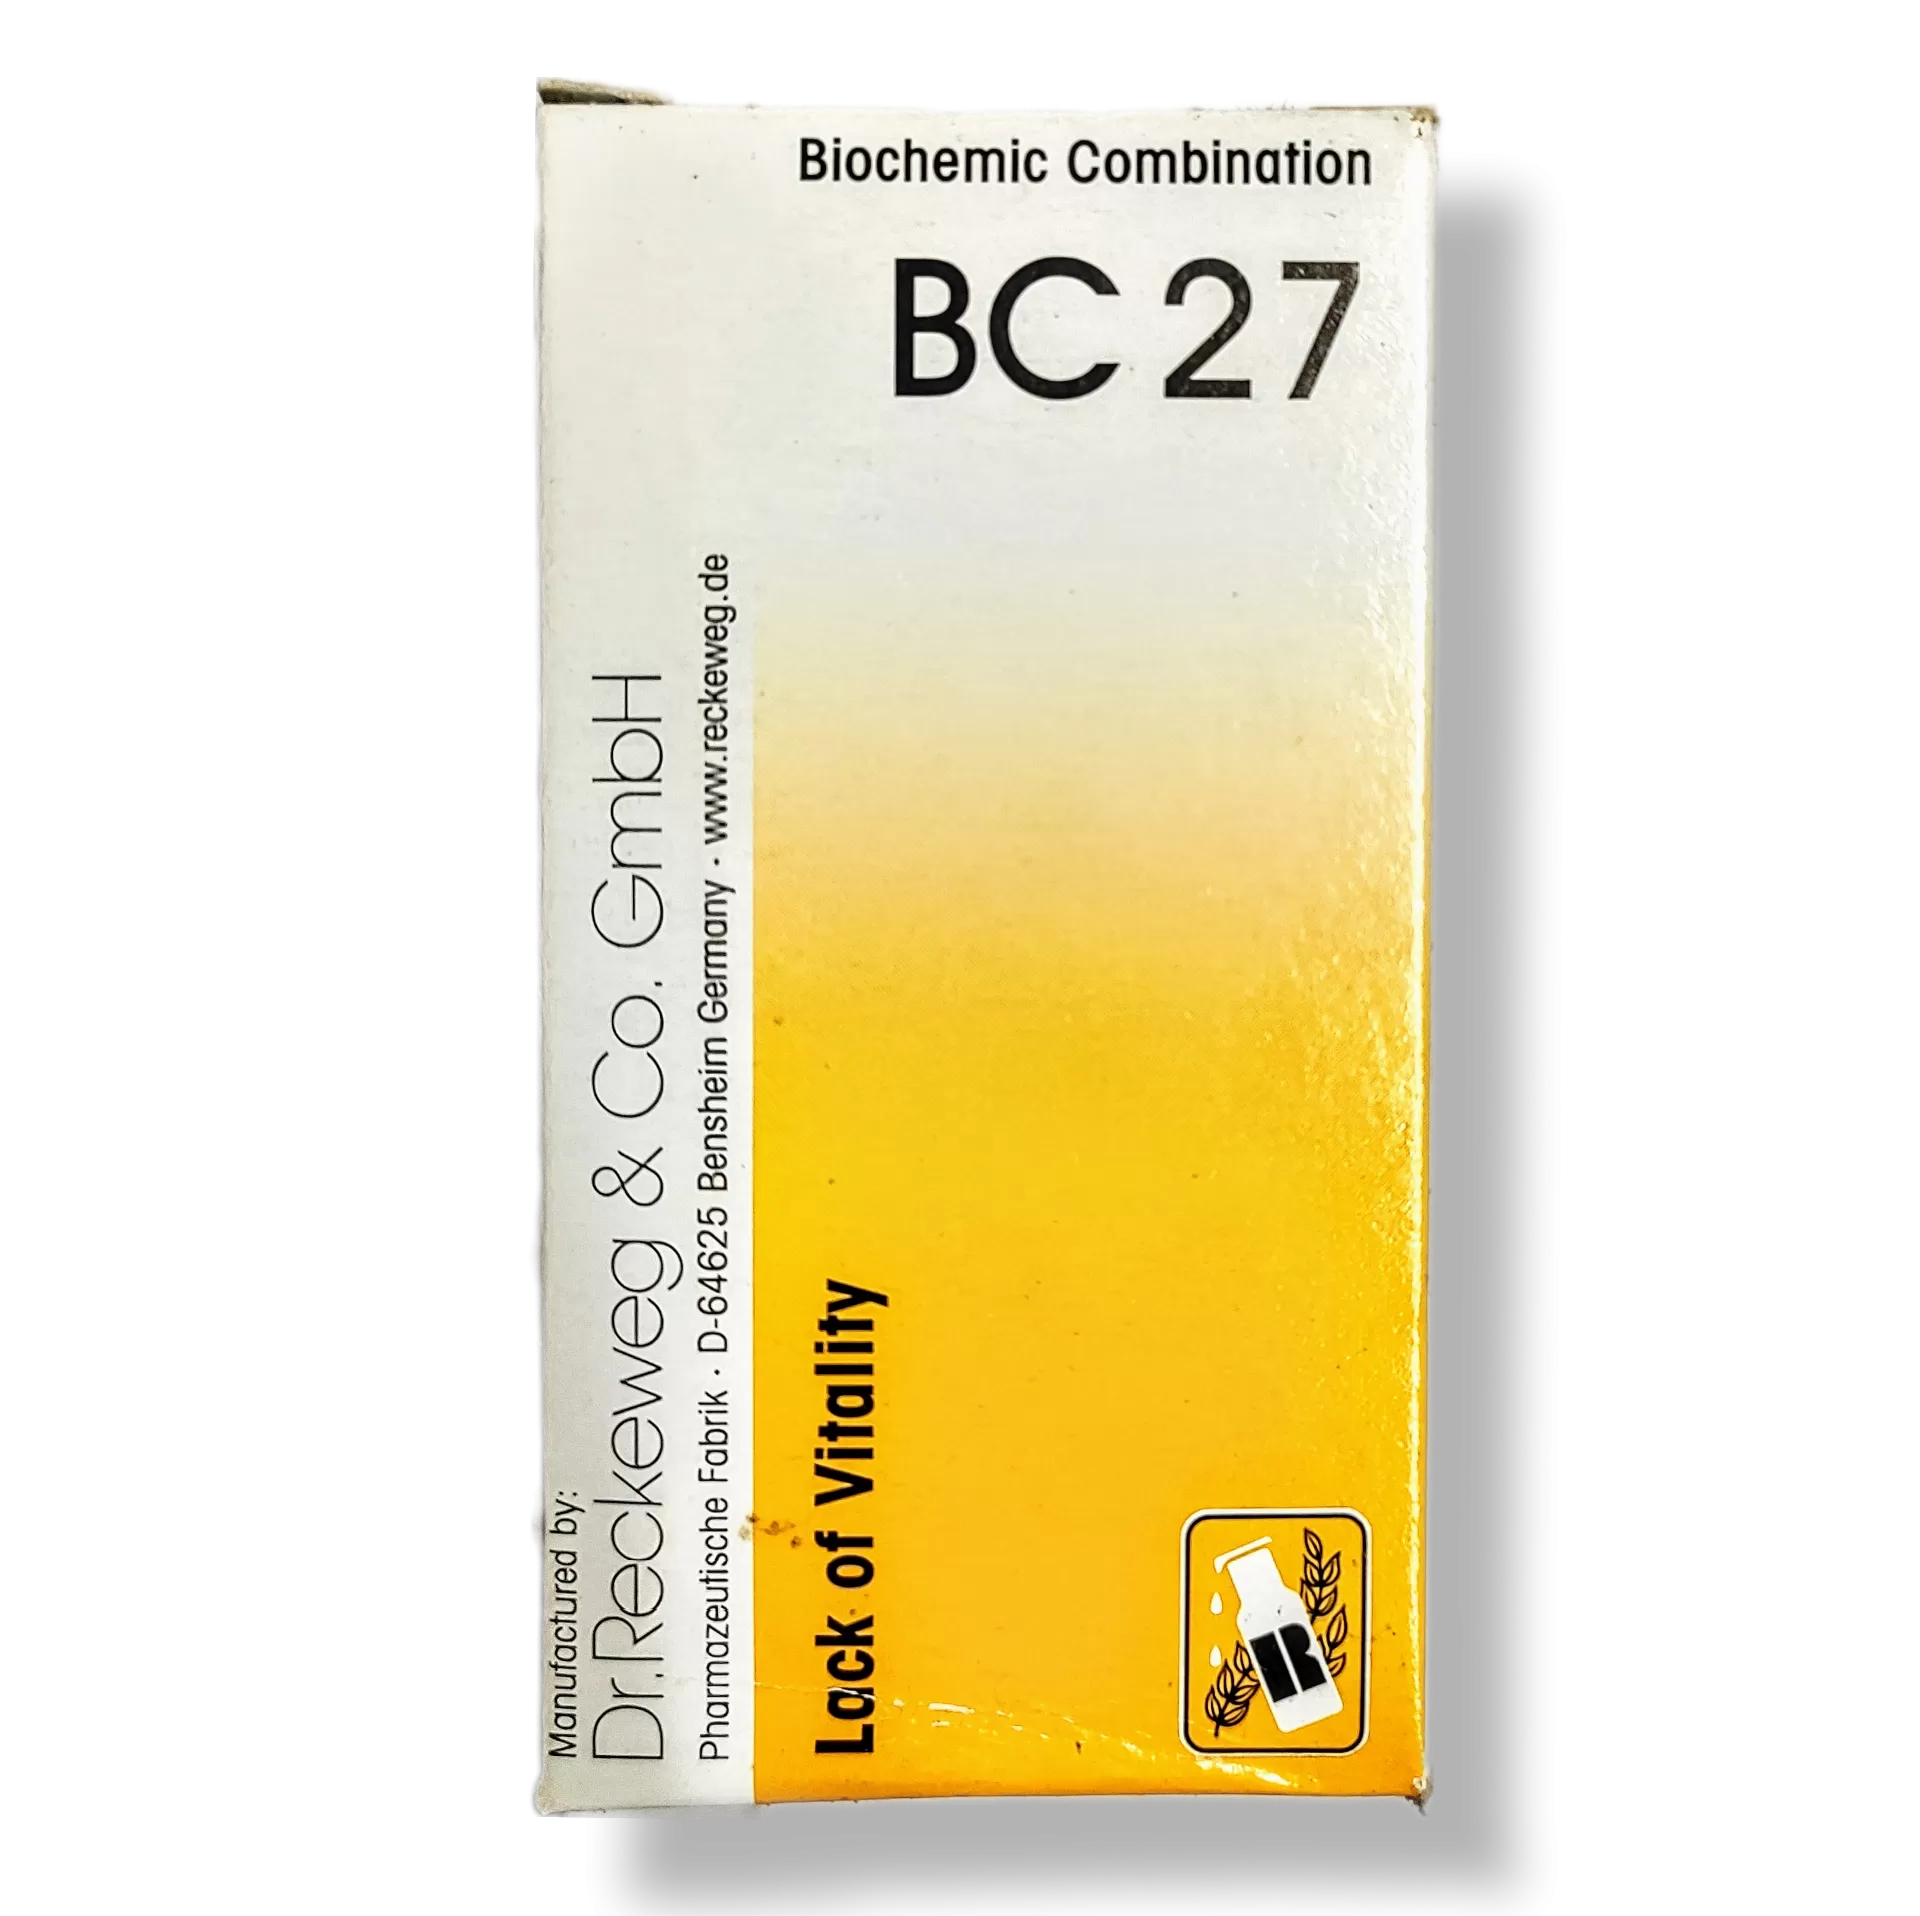 Biochemic Combination
BC 27
Manufactured by:
Dr.Reckeweg & Co. GmbH
Pharmazeutische Fabrik · D-64625 Bensheim Germany · www.reckeweg.de
Lack of Vitality
R